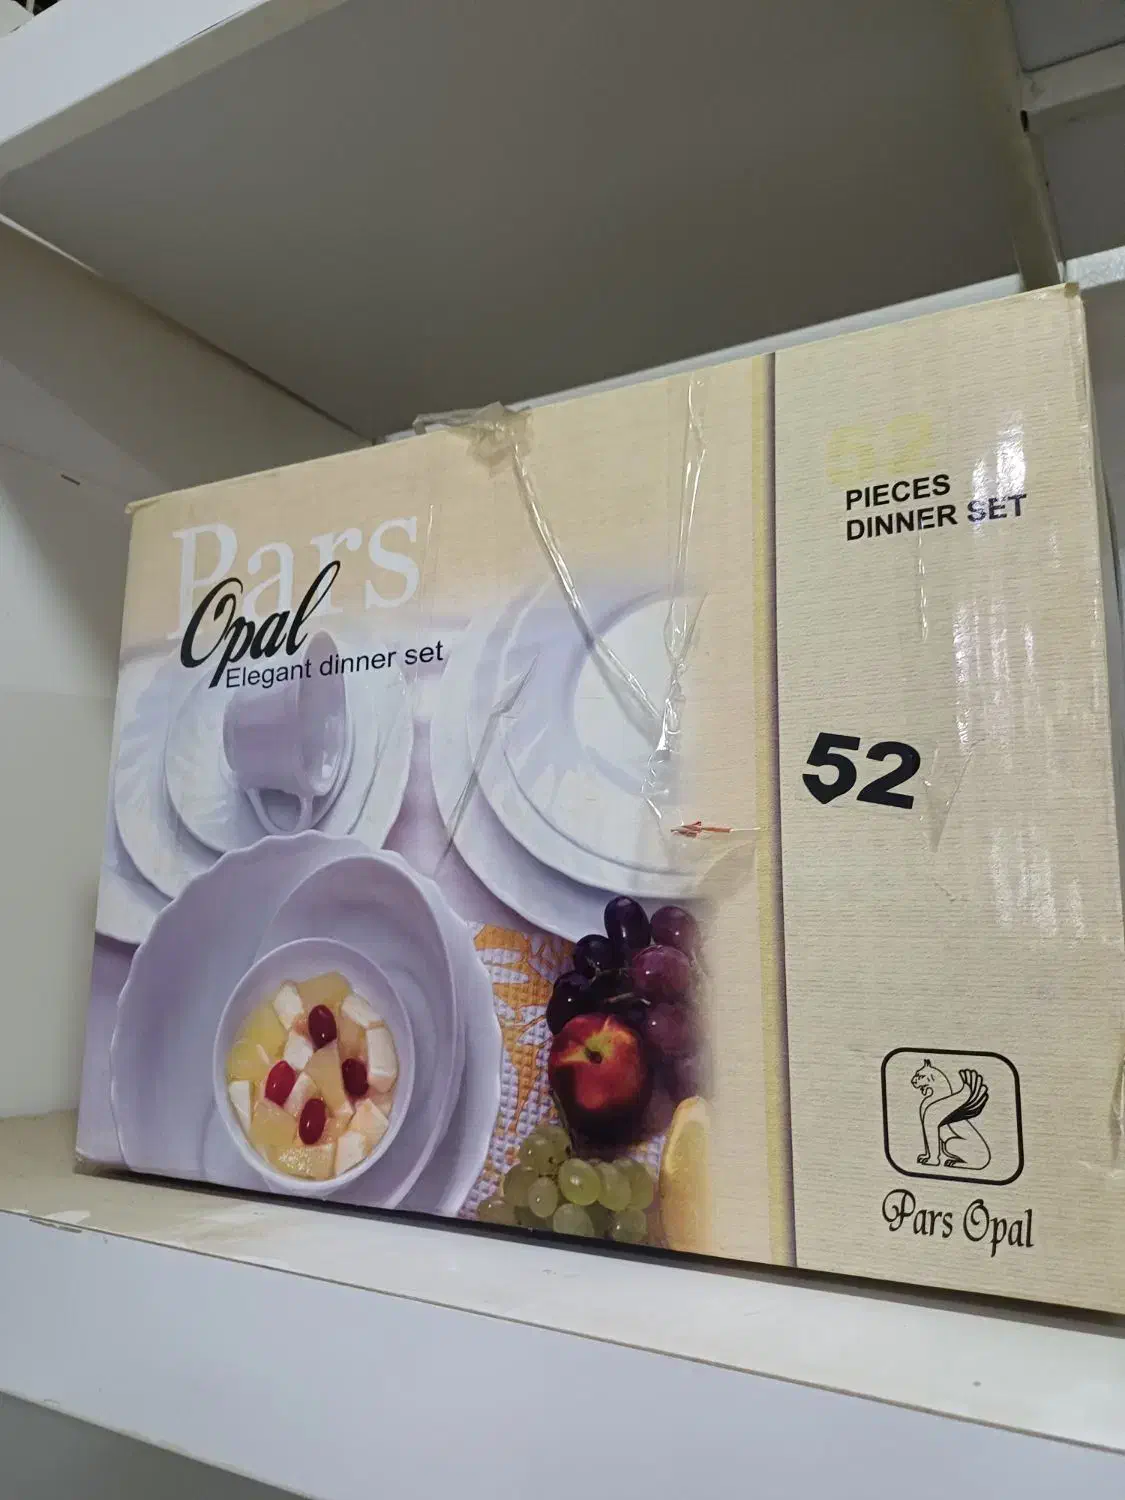 Pars
Opal
Elegant dinner set
52
PIECES
DINNER SET
52
Pars Opal